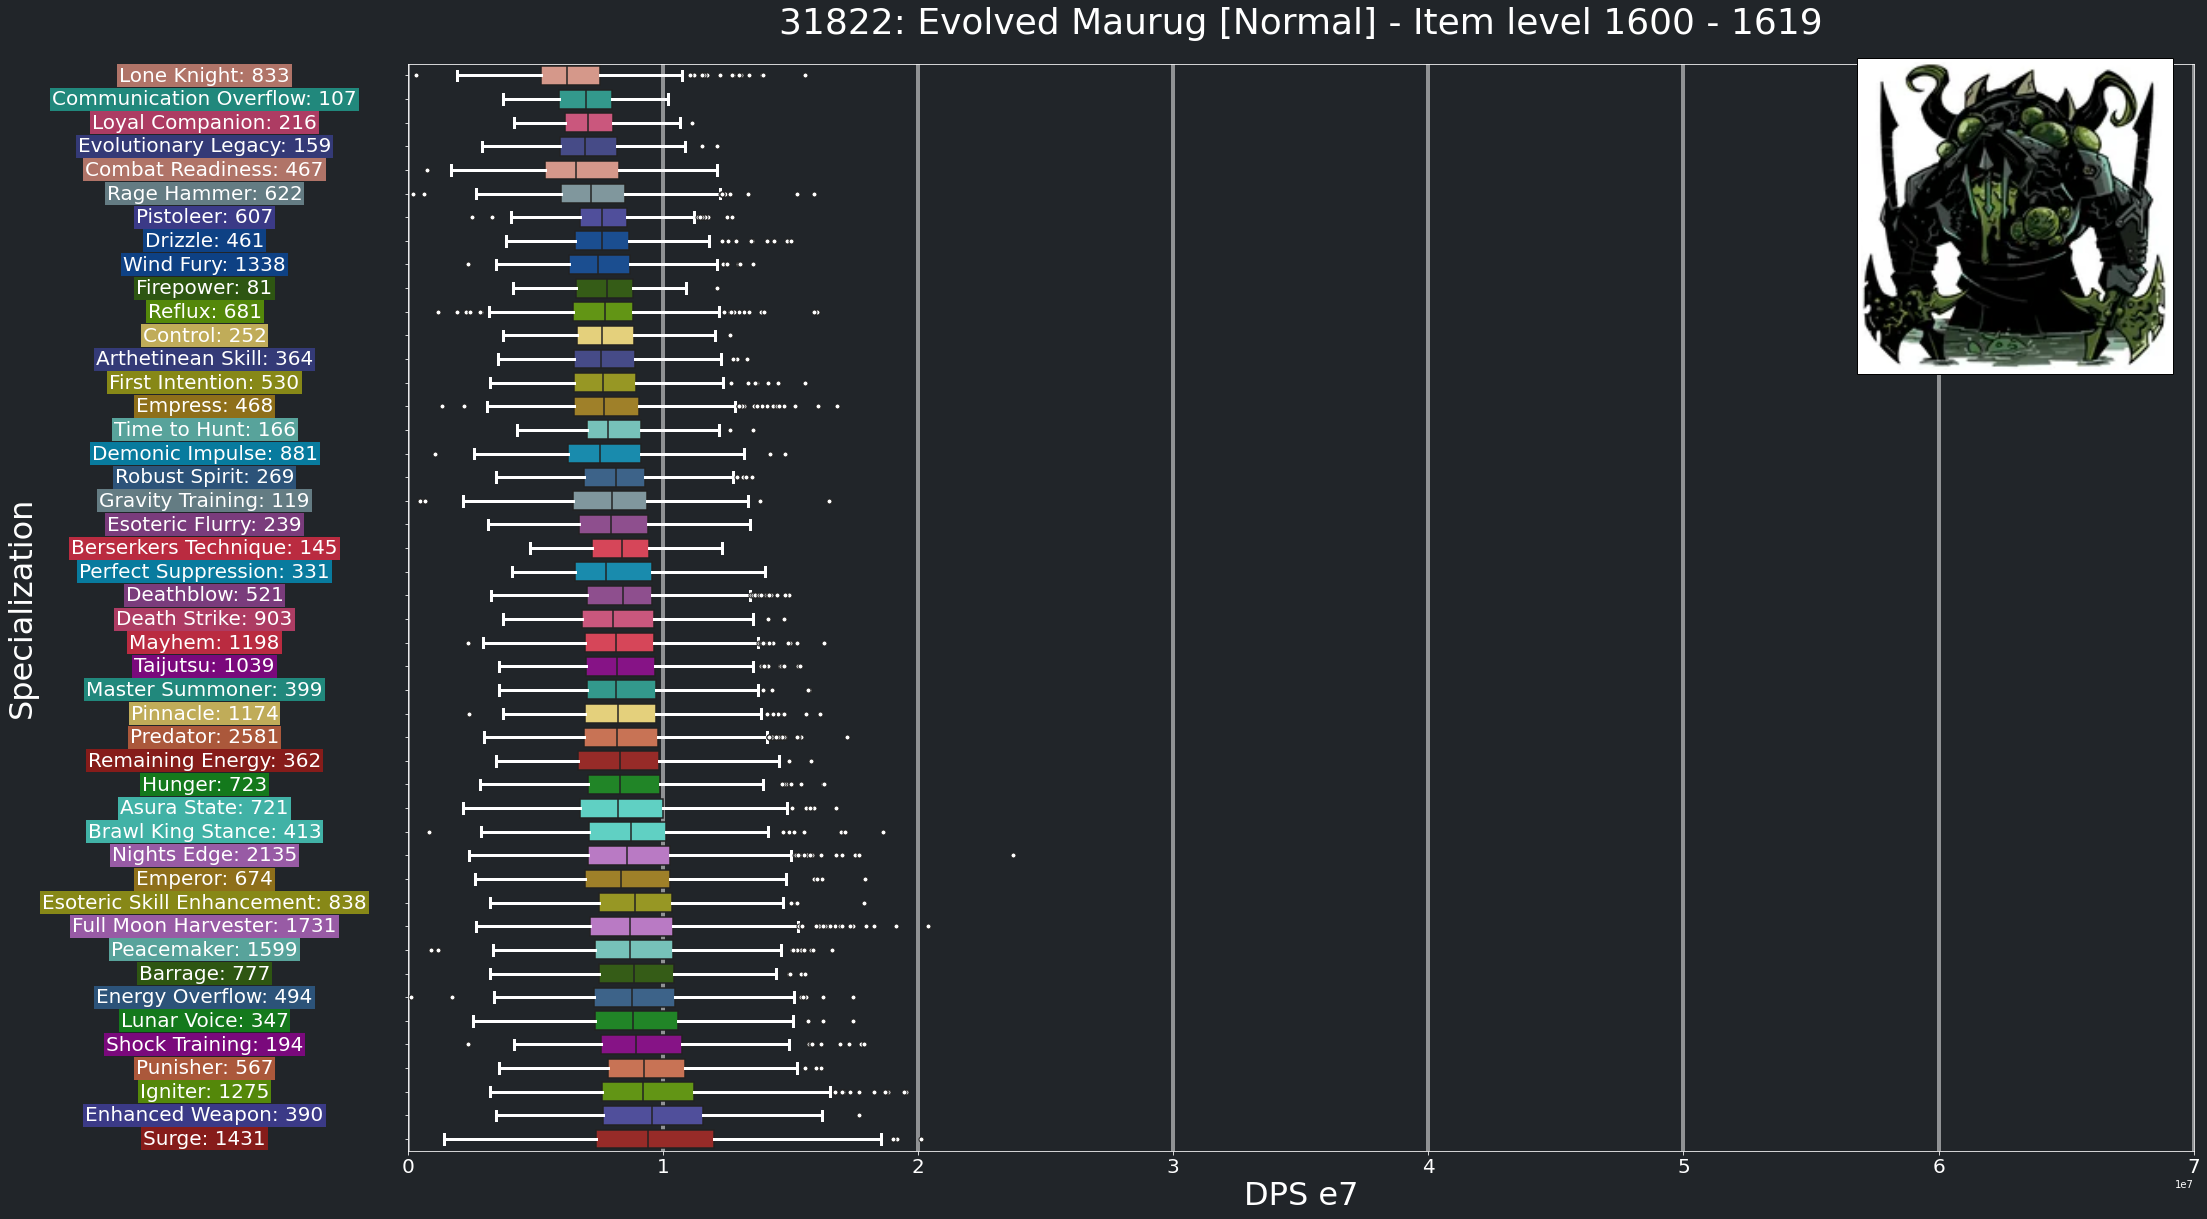 31822: Evolved Maurug [Normal] - Item level 1600 - 1619
Specialization
Lone Knight: 833
Communication Overflow: 107
Loyal Companion: 216
Evolutionary Legacy: 159
Combat Readiness: 467
Rage Hammer: 622
Pistoleer: 607
Drizzle: 461
Wind Fury: 1338
Firepower: 81
Reflux: 681
Control: 252
Arthetinean Skill: 364
First Intention: 530
Empress: 468
Time to Hunt: 166
Demonic Impulse: 881
Robust Spirit: 269
Gravity Training: 119
Esoteric Flurry: 239
Berserkers Technique: 145
Perfect Suppression: 331
Deathblow: 521
Death Strike: 903
Mayhem: 1198
Taijutsu: 1039
Master Summoner: 399
Pinnacle: 1174
Predator: 2581
Remaining Energy: 362
Hunger: 723
Asura State: 721
Brawl King Stance: 413
Nights Edge: 2135
Emperor: 674
Esoteric Skill Enhancement: 838
Full Moon Harvester: 1731
Peacemaker: 1599
Barrage: 777
Energy Overflow: 494
Lunar Voice: 347
Shock Training: 194
Punisher: 567
Igniter: 1275
Enhanced Weapon: 390
Surge: 1431
0 1 2 3 4 5 6 7
1e7
DPS e7